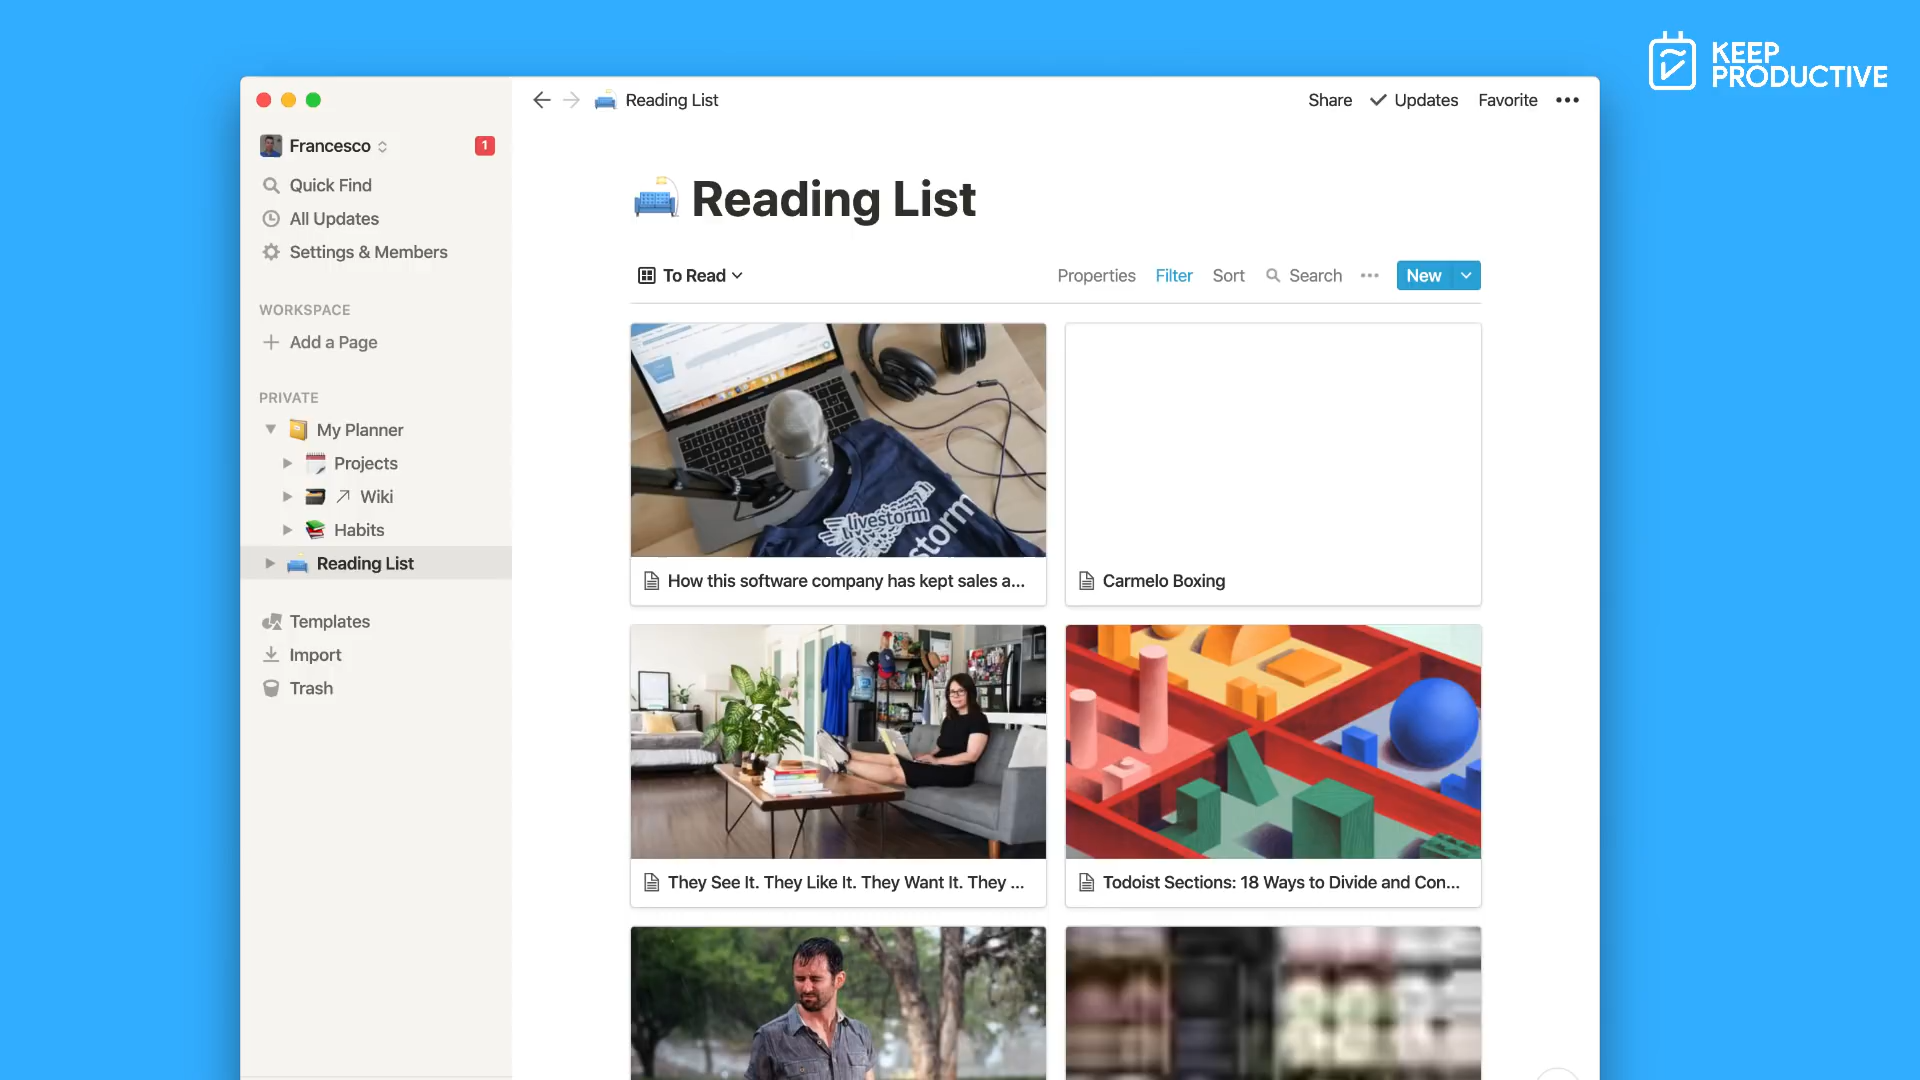 KEEP
PRODUCTIVE
Reading List
Share
Updates
Favorite
Francesco
1
Quick Find
All Updates
Settings & Members
WORKSPACE
Add a Page
PRIVATE
My Planner
Projects
Wiki
Habits
Reading List
Templates
Import
Trash
Reading List
To Read
Properties
Filter
Sort
Search
New
livestorm
storm
How this software company has kept sales a...
Carmelo Boxing
They See It. They Like It. They Want It. They ...
Todoist Sections: 18 Ways to Divide and Con...